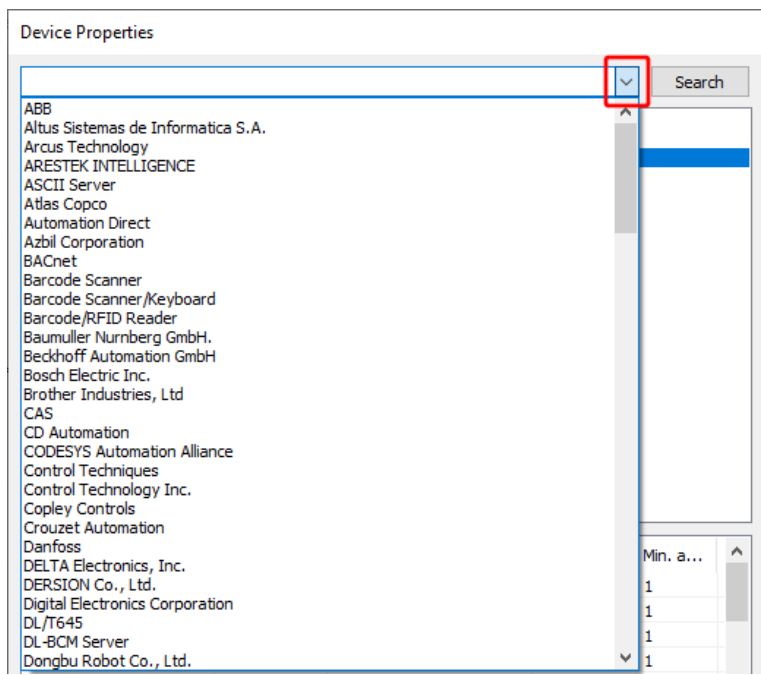 Device Properties
Search
ABB
Altus Sistemas de Informatica S.A.
Arcus Technology
ARESTEK INTELLIGENCE
ASCII Server
Atlas Copco
Automation Direct
Azbil Corporation
BACnet
Barcode Scanner
Barcode Scanner/Keyboard
Barcode/RFID Reader
Baumuller Nurnberg GmbH.
Beckhoff Automation GmbH
Bosch Electric Inc.
Brother Industries, Ltd
CAS
CD Automation
CODESYS Automation Alliance
Control Techniques
Control Technology Inc.
Copley Controls
Crouzet Automation
Danfoss
DELTA Electronics, Inc.
DERSION Co., Ltd.
Digital Electronics Corporation
DL/T645
DL-BCM Server
Dongbu Robot Co., Ltd.
Min. a...
1
1
1
1